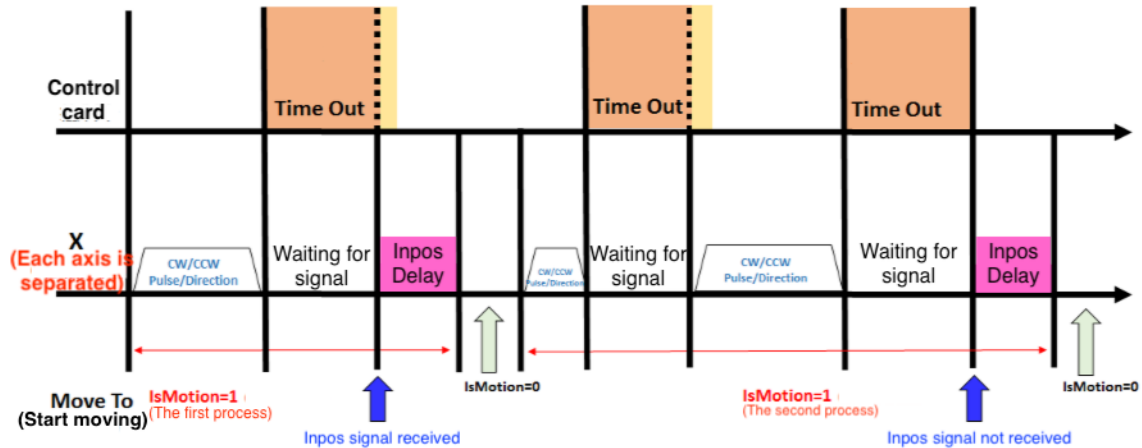 Control
card
Time Out
Time Out
Time Out
X
(Each axis is
separated)
CW/CCW
Pulse/Direction
Waiting for
signal
Inpos
Delay
CW/CCW
Pulse/Direction
Waiting for
signal
CW/CCW
Pulse/Direction
Waiting for
signal
Inpos
Delay
Move To
(Start moving)
IsMotion=1
(The first process)
Inpos signal received
IsMotion=0
IsMotion=1
(The second process)
Inpos signal not received
IsMotion=0